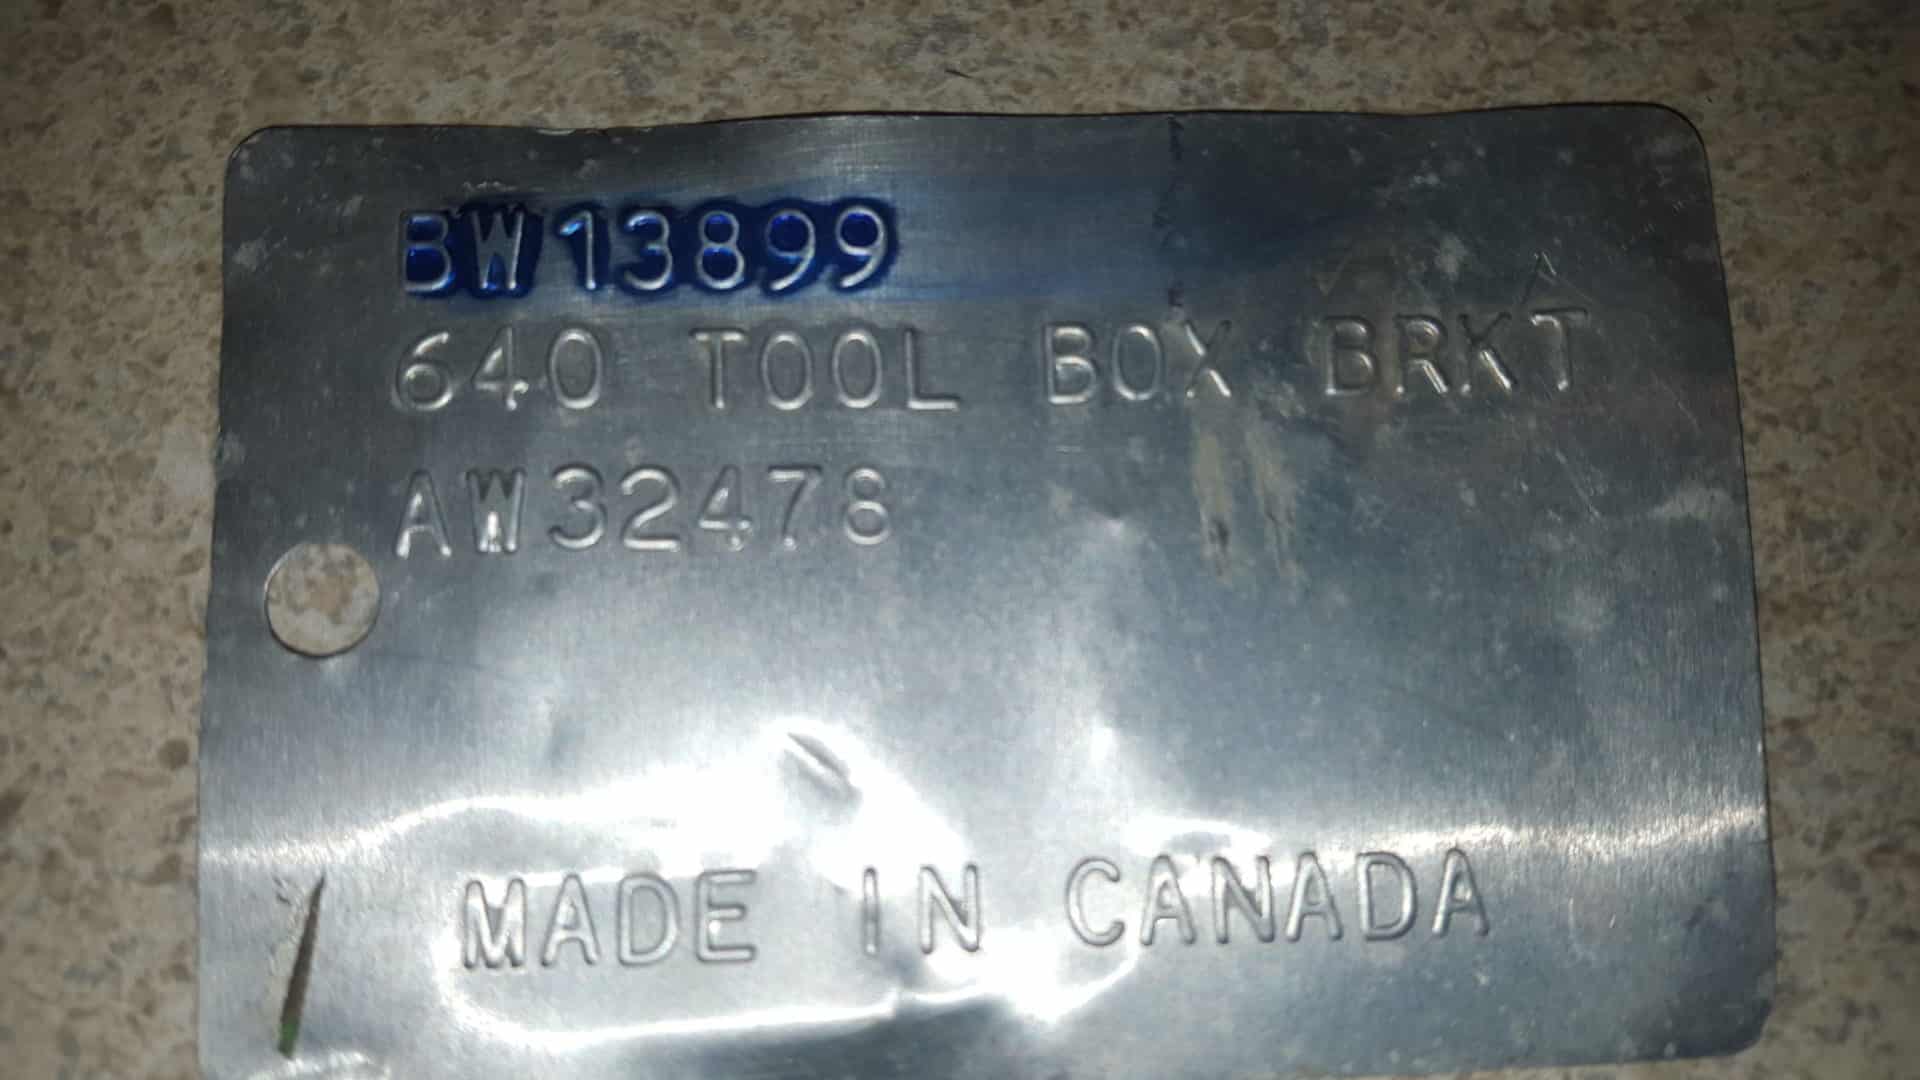 BW13899
640 TOOL BOX BRKT
AW32478
MADE IN CANADA